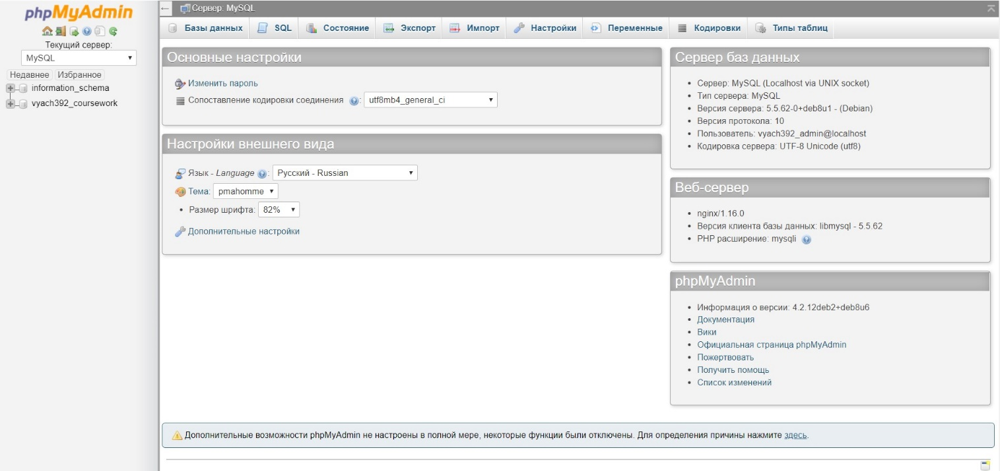 phpMyAdmin
Текущий сервер:
MySQL
Недавнее Избранное
information_schema
vyach392_coursework
Сервер: MySQL
Базы данных SQL Состояние Экспорт Импорт Настройки Переменные Кодировки Типы таблиц
Основные настройки
Изменить пароль
Сопоставление кодировки соединения : utf8mb4_general_ci
Настройки внешнего вида
Язык - Language : Русский - Russian
Тема: pmahomme
• Размер шрифта: 82%
Дополнительные настройки
Сервер баз данных
• Сервер: MySQL (Localhost via UNIX socket)
• Тип сервера: MySQL
• Версия сервера: 5.5.62-0+deb8u1 - (Debian)
• Версия протокола: 10
• Пользователь: vyach392_admin@localhost
• Кодировка сервера: UTF-8 Unicode (utf8)
Веб-сервер
• nginx/1.16.0
• Версия клиента базы данных: libmysql - 5.5.62
• PHP расширение: mysqli
phpMyAdmin
• Информация о версии: 4.2.12deb2+deb8u6
• Документация
• Вики
• Официальная страница phpMyAdmin
• Пожертвовать
• Получить помощь
• Список изменений
Дополнительные возможности phpMyAdmin не настроены в полной мере, некоторые функции были отключены. Для определения причины нажмите здесь.